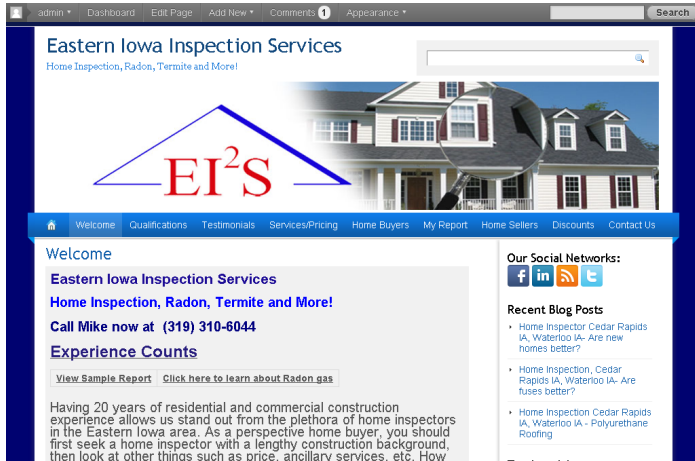 admin Dashboard Edit Page Add New Comments 1 Appearance Search
Eastern Iowa Inspection Services
Home Inspection, Radon, Termite and More!
EI²S
Welcome Qualifications Testimonials Services/Pricing Home Buyers My Report Home Sellers Discounts Contact Us
Welcome
Eastern Iowa Inspection Services
Home Inspection, Radon, Termite and More!
Call Mike now at (319) 310-6044
Experience Counts
View Sample Report Click here to learn about Radon gas
Having 20 years of residential and commercial construction
experience allows us stand out from the plethora of home inspectors
in the Eastern Iowa area. As a perspective home buyer, you should
first seek a home inspector with a lengthy construction background,
then look at other things such as price, ancillary services, etc. How
Our Social Networks:
f in t
Recent Blog Posts
Home Inspector Cedar Rapids
IA, Waterloo IA- Are new
homes better?
Home Inspection, Cedar
Rapids IA, Waterloo IA- Are
fuses better?
Home Inspection Cedar Rapids
IA, Waterloo IA - Polyurethane
Roofing